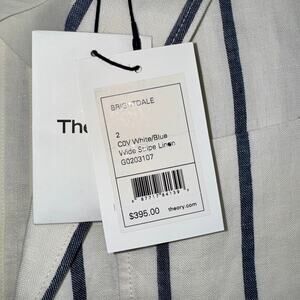 The
BRIGHTDALE
2
C0V White/Blue
Wide Stripe Linen
G0203107
$395.00
theory.com